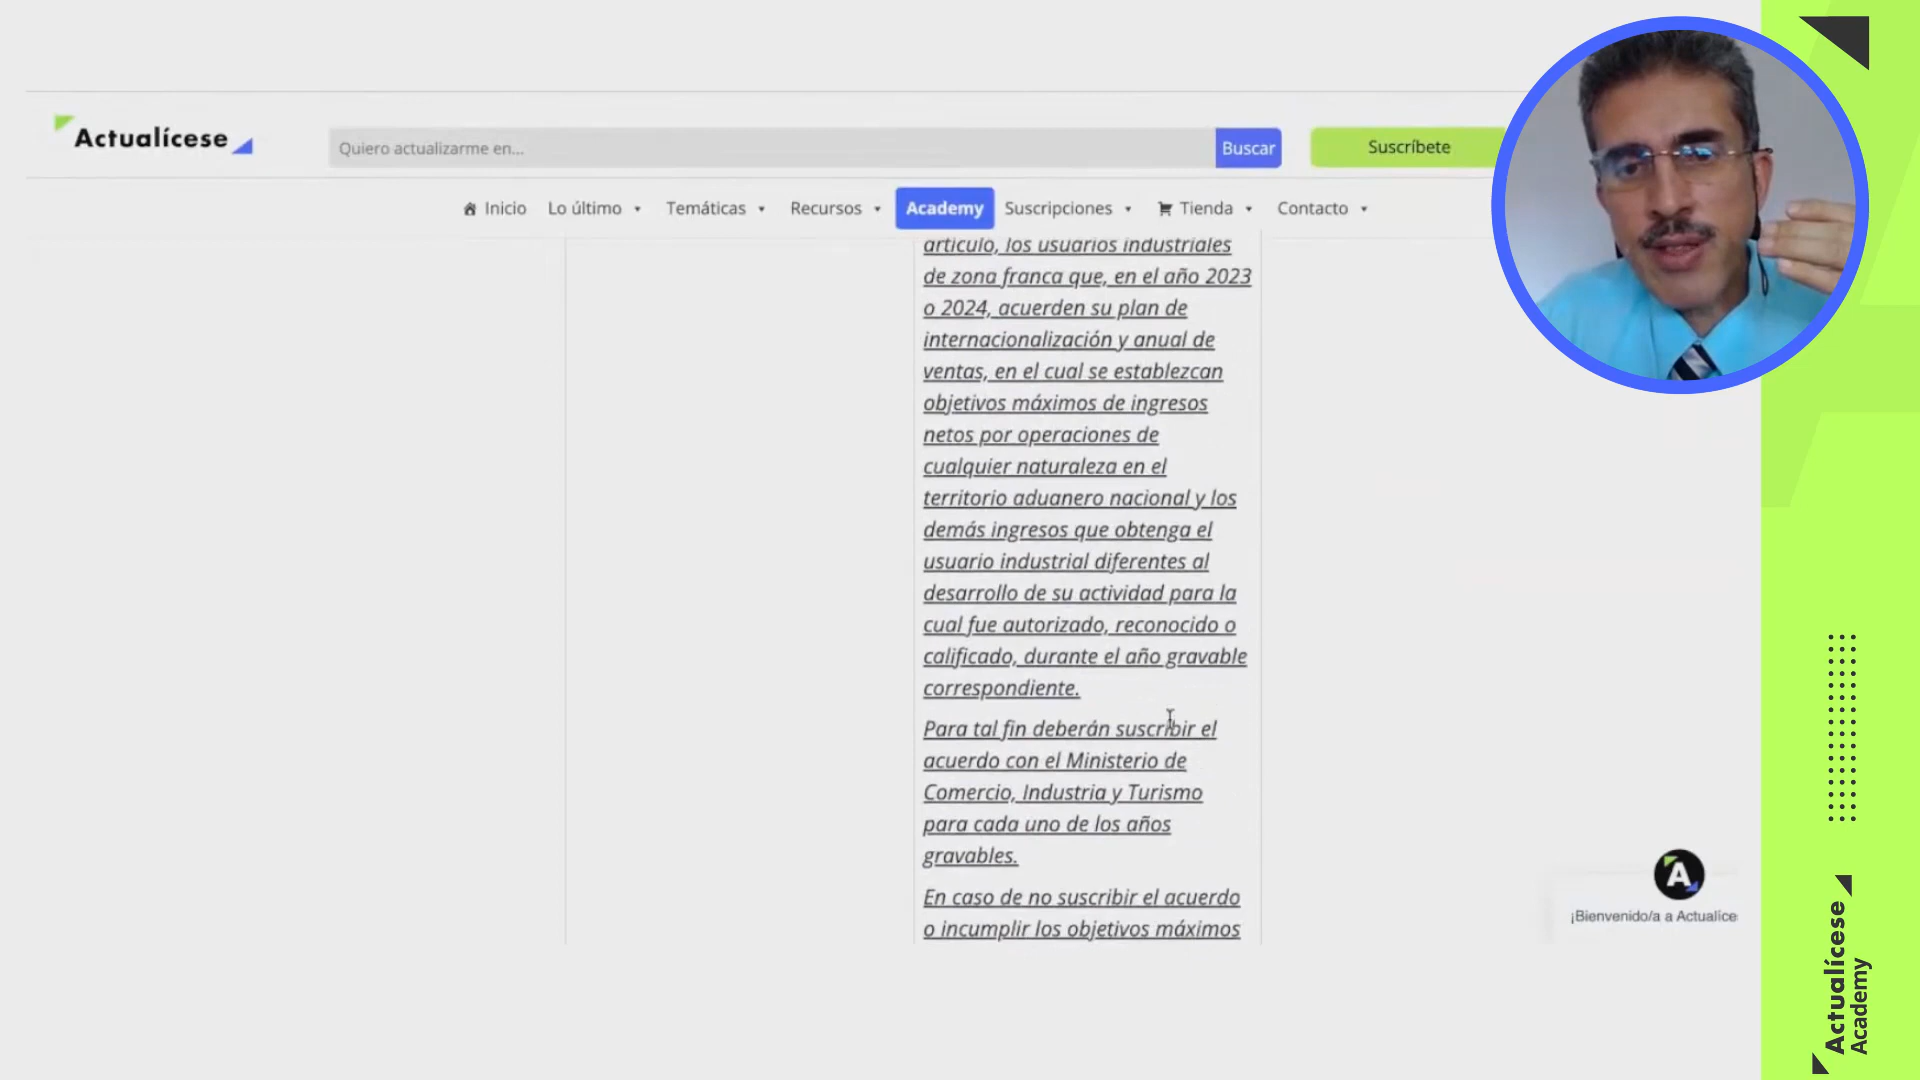 Actualícese
Quiero actualizarme en...
Buscar
Suscríbete
Inicio
Lo último
Temáticas
Recursos
Academy
Suscripciones
Tienda
Contacto
artículo, los usuarios industriales
de zona franca que, en el año 2023
o 2024, acuerden su plan de
internacionalización y anual de
ventas, en el cual se establezcan
objetivos máximos de ingresos
netos por operaciones de
cualquier naturaleza en el
territorio aduanero nacional y los
demás ingresos que obtenga el
usuario industrial diferentes al
desarrollo de su actividad para la
cual fue autorizado, reconocido o
calificado, durante el año gravable
correspondiente.
Para tal fin deberán suscribir el
acuerdo con el Ministerio de
Comercio, Industria y Turismo
para cada uno de los años
gravables.
En caso de no suscribir el acuerdo
o incumplir los objetivos máximos
A
¡Bienvenido/a a Actualíce
Actualícese
Academy